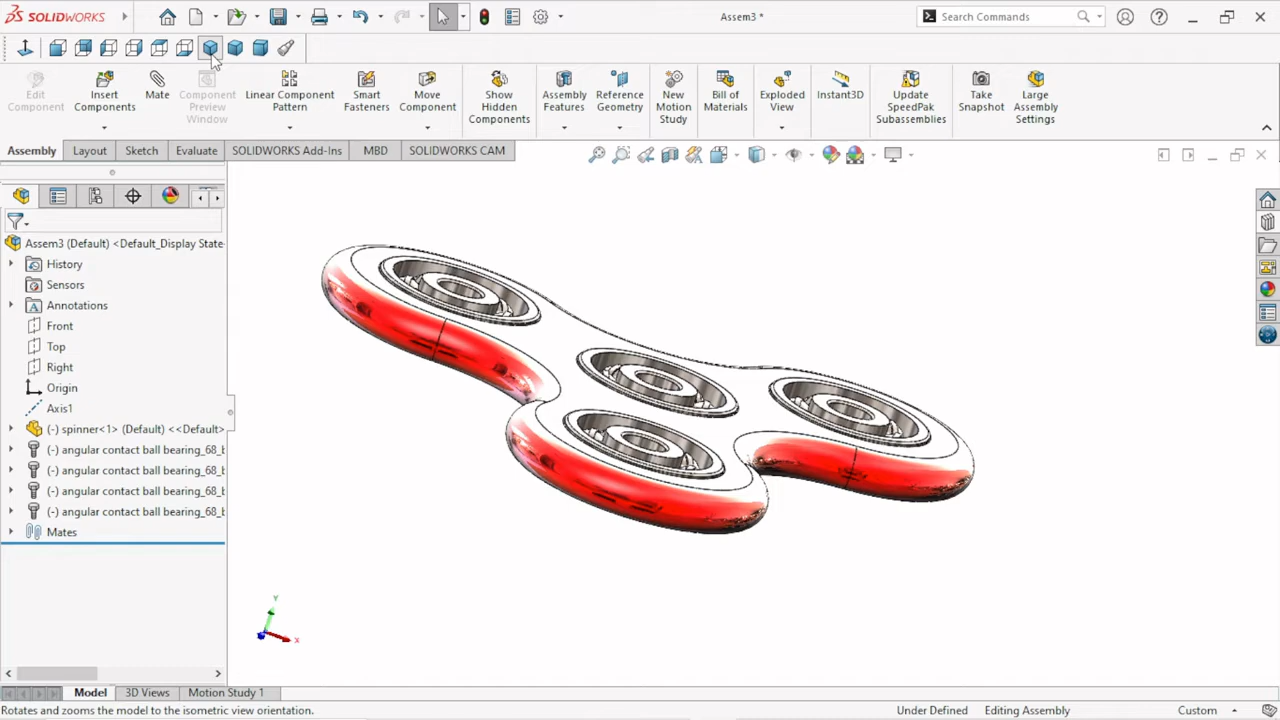 SOLIDWORKS
Assem3 *
Search Commands
Edit Component
Insert Components
Mate
Component Preview Window
Linear Component Pattern
Smart Fasteners
Move Component
Show Hidden Components
Assembly Features
Reference Geometry
New Motion Study
Bill of Materials
Exploded View
Instant3D
Update SpeedPak Subassemblies
Take Snapshot
Large Assembly Settings
Assembly
Layout
Sketch
Evaluate
SOLIDWORKS Add-Ins
MBD
SOLIDWORKS CAM
Assem3 (Default) <Default_Display State-
History
Sensors
Annotations
Front
Top
Right
Origin
Axis1
(-) spinner<1> (Default) <<Default>
(-) angular contact ball bearing_68_b
(-) angular contact ball bearing_68_b
(-) angular contact ball bearing_68_b
(-) angular contact ball bearing_68_b
Mates
Y
X
Model
3D Views
Motion Study 1
Rotates and zooms the model to the isometric view orientation.
Under Defined
Editing Assembly
Custom